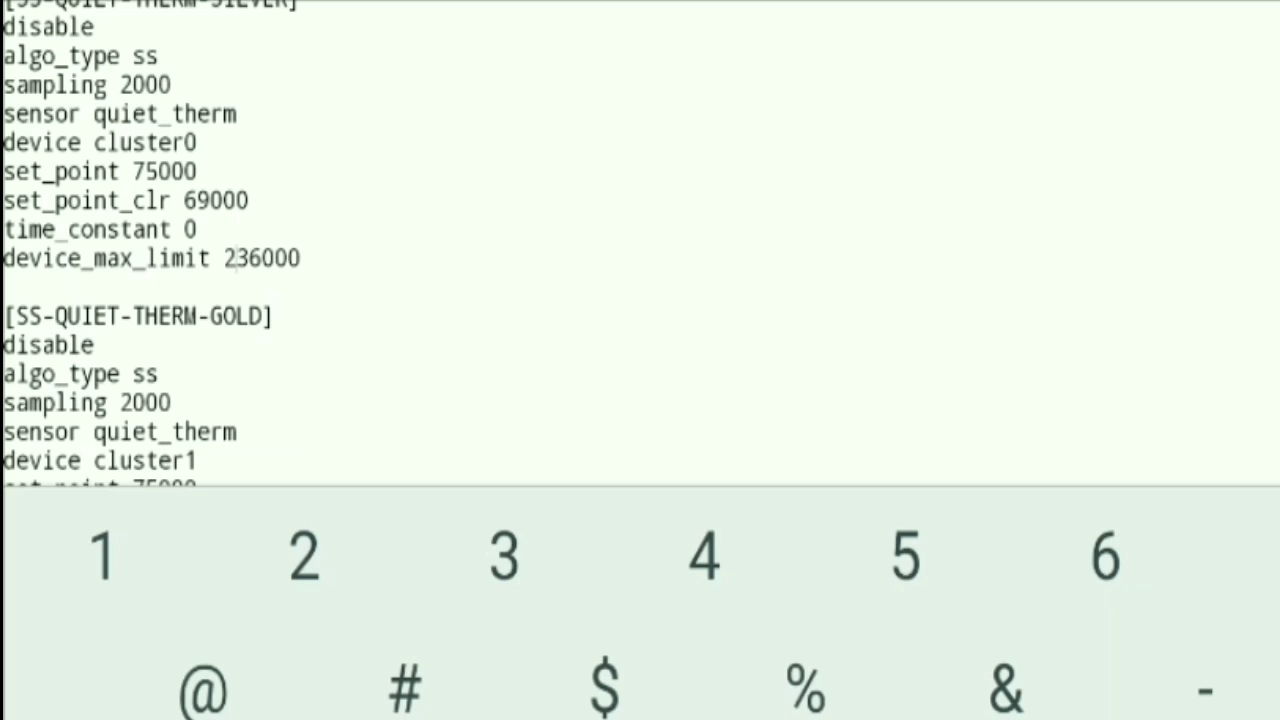 disable
algo_type ss
sampling 2000
sensor quiet_therm
device cluster0
set_point 75000
set_point_clr 69000
time_constant 0
device_max_limit 236000
[SS-QUIET-THERM-GOLD]
disable
algo_type ss
sampling 2000
sensor quiet_therm
device cluster1
1 2 3 4 5 6
@ # $ % & -